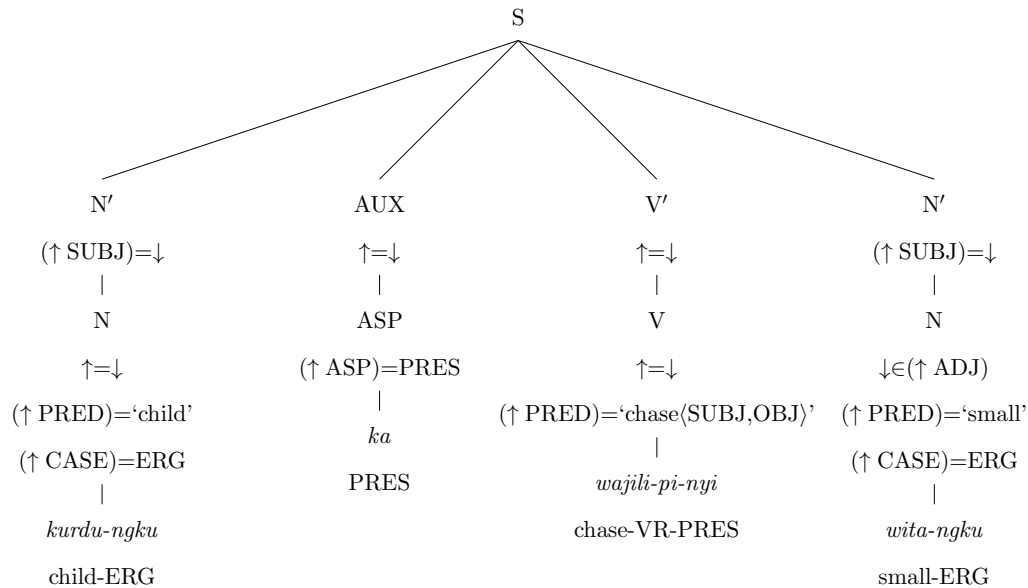 S
N′ AUX V′ N′
(↑ SUBJ)=↓ ↑=↓ ↑=↓ (↑ SUBJ)=↓
N ASP V N
↑=↓ (↑ ASP)=PRES ↑=↓ ↓∈(↑ ADJ)
(↑ PRED)=‘child’ (↑ PRED)=‘chase⟨SUBJ,OBJ⟩’ (↑ PRED)=‘small’
ka
(↑ CASE)=ERG (↑ CASE)=ERG
PRES wajili-pi-nyi
kurdu-ngku chase-VR-PRES wita-ngku
child-ERG small-ERG